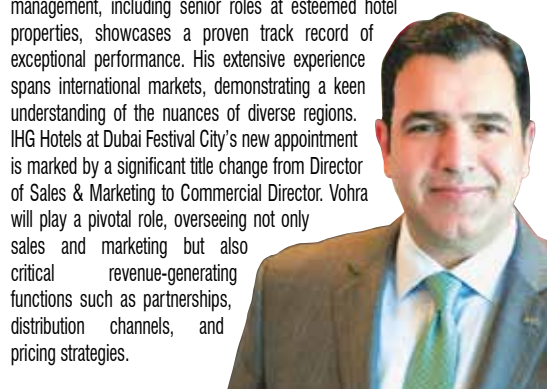 management, including senior roles at esteemed hotel
properties, showcases a proven track record of
exceptional performance. His extensive experience
spans international markets, demonstrating a keen
understanding of the nuances of diverse regions.
IHG Hotels at Dubai Festival City’s new appointment
is marked by a significant title change from Director
of Sales & Marketing to Commercial Director. Vohra
will play a pivotal role, overseeing not only
sales and marketing but also
critical revenue-generating
functions such as partnerships,
distribution channels, and
pricing strategies.